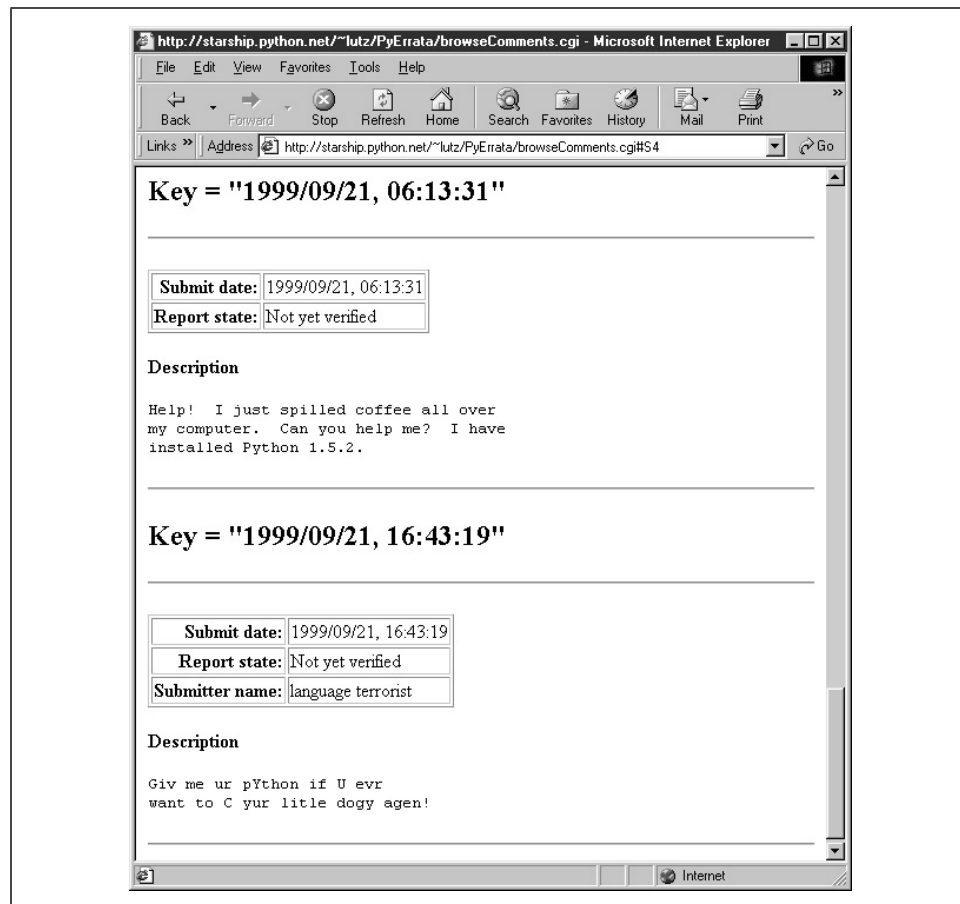 http://starship.python.net/~lutz/PyErrata/browseComments.cgi - Microsoft Internet Explorer
File Edit View Favorites Tools Help
Back Forward Stop Refresh Home Search Favorites History Mail Print »
Links » Address http://starship.python.net/~lutz/PyErrata/browseComments.cgi#S4 Go
Key = "1999/09/21, 06:13:31"
Submit date: 1999/09/21, 06:13:31
Report state: Not yet verified
Description
Help! I just spilled coffee all over
my computer. Can you help me? I have
installed Python 1.5.2.
Key = "1999/09/21, 16:43:19"
Submit date: 1999/09/21, 16:43:19
Report state: Not yet verified
Submitter name: language terrorist
Description
Giv me ur pYthon if U evr
want to C yur litle dogy agen!
Internet